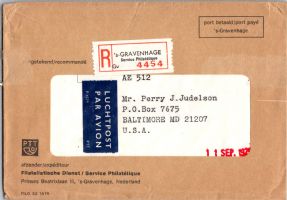 port betaald/port payé
's-Gravenhage
aangetekend/recommandé
R
's-GRAVENHAGE
Service Philatélique
4454
AZ 512
LUCHTPOST
PAR AVION
Mr. Perry J.Judelson
P.O.Box 7675
BALTIMORE MD 21207
U.S.A.
11 SEP.
PTT
afzender/expéditeur
Filatelistische Dienst / Service Philatélique
Prinses Beatrixlaan 11, 's-Gravenhage, Nederland